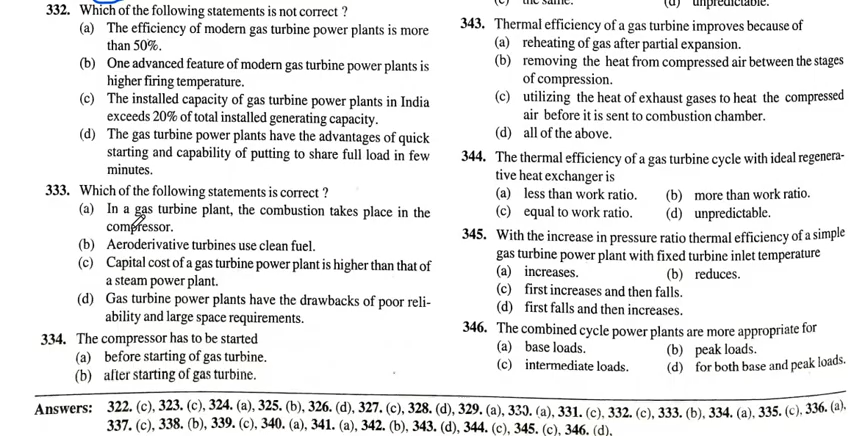 332. Which of the following statements is not correct ?
(a) The efficiency of modern gas turbine power plants is more
than 50%.
(b) One advanced feature of modern gas turbine power plants is
higher firing temperature.
(c) The installed capacity of gas turbine power plants in India
exceeds 20% of total installed generating capacity.
(d) The gas turbine power plants have the advantages of quick
starting and capability of putting to share full load in few
minutes.
333. Which of the following statements is correct ?
(a) In a gas turbine plant, the combustion takes place in the
compressor.
(b) Aeroderivative turbines use clean fuel.
(c) Capital cost of a gas turbine power plant is higher than that of
a steam power plant.
(d) Gas turbine power plants have the drawbacks of poor reli-
ability and large space requirements.
334. The compressor has to be started
(a) before starting of gas turbine.
(b) after starting of gas turbine.
(c) the same. (d) unpredictable.
343. Thermal efficiency of a gas turbine improves because of
(a) reheating of gas after partial expansion.
(b) removing the heat from compressed air between the stages
of compression.
(c) utilizing the heat of exhaust gases to heat the compressed
air before it is sent to combustion chamber.
(d) all of the above.
344. The thermal efficiency of a gas turbine cycle with ideal regenera-
tive heat exchanger is
(a) less than work ratio. (b) more than work ratio.
(c) equal to work ratio. (d) unpredictable.
345. With the increase in pressure ratio thermal efficiency of a simple
gas turbine power plant with fixed turbine inlet temperature
(a) increases. (b) reduces.
(c) first increases and then falls.
(d) first falls and then increases.
346. The combined cycle power plants are more appropriate for
(a) base loads. (b) peak loads.
(c) intermediate loads. (d) for both base and peak loads.
Answers: 322. (c), 323. (c), 324. (a), 325. (b), 326. (d), 327. (c), 328. (d), 329. (a), 330. (a), 331. (c), 332. (c), 333. (b), 334. (a), 335. (c), 336. (a),
337. (c), 338. (b), 339. (c), 340. (a), 341. (a), 342. (b), 343. (d), 344. (c), 345. (c), 346. (d).